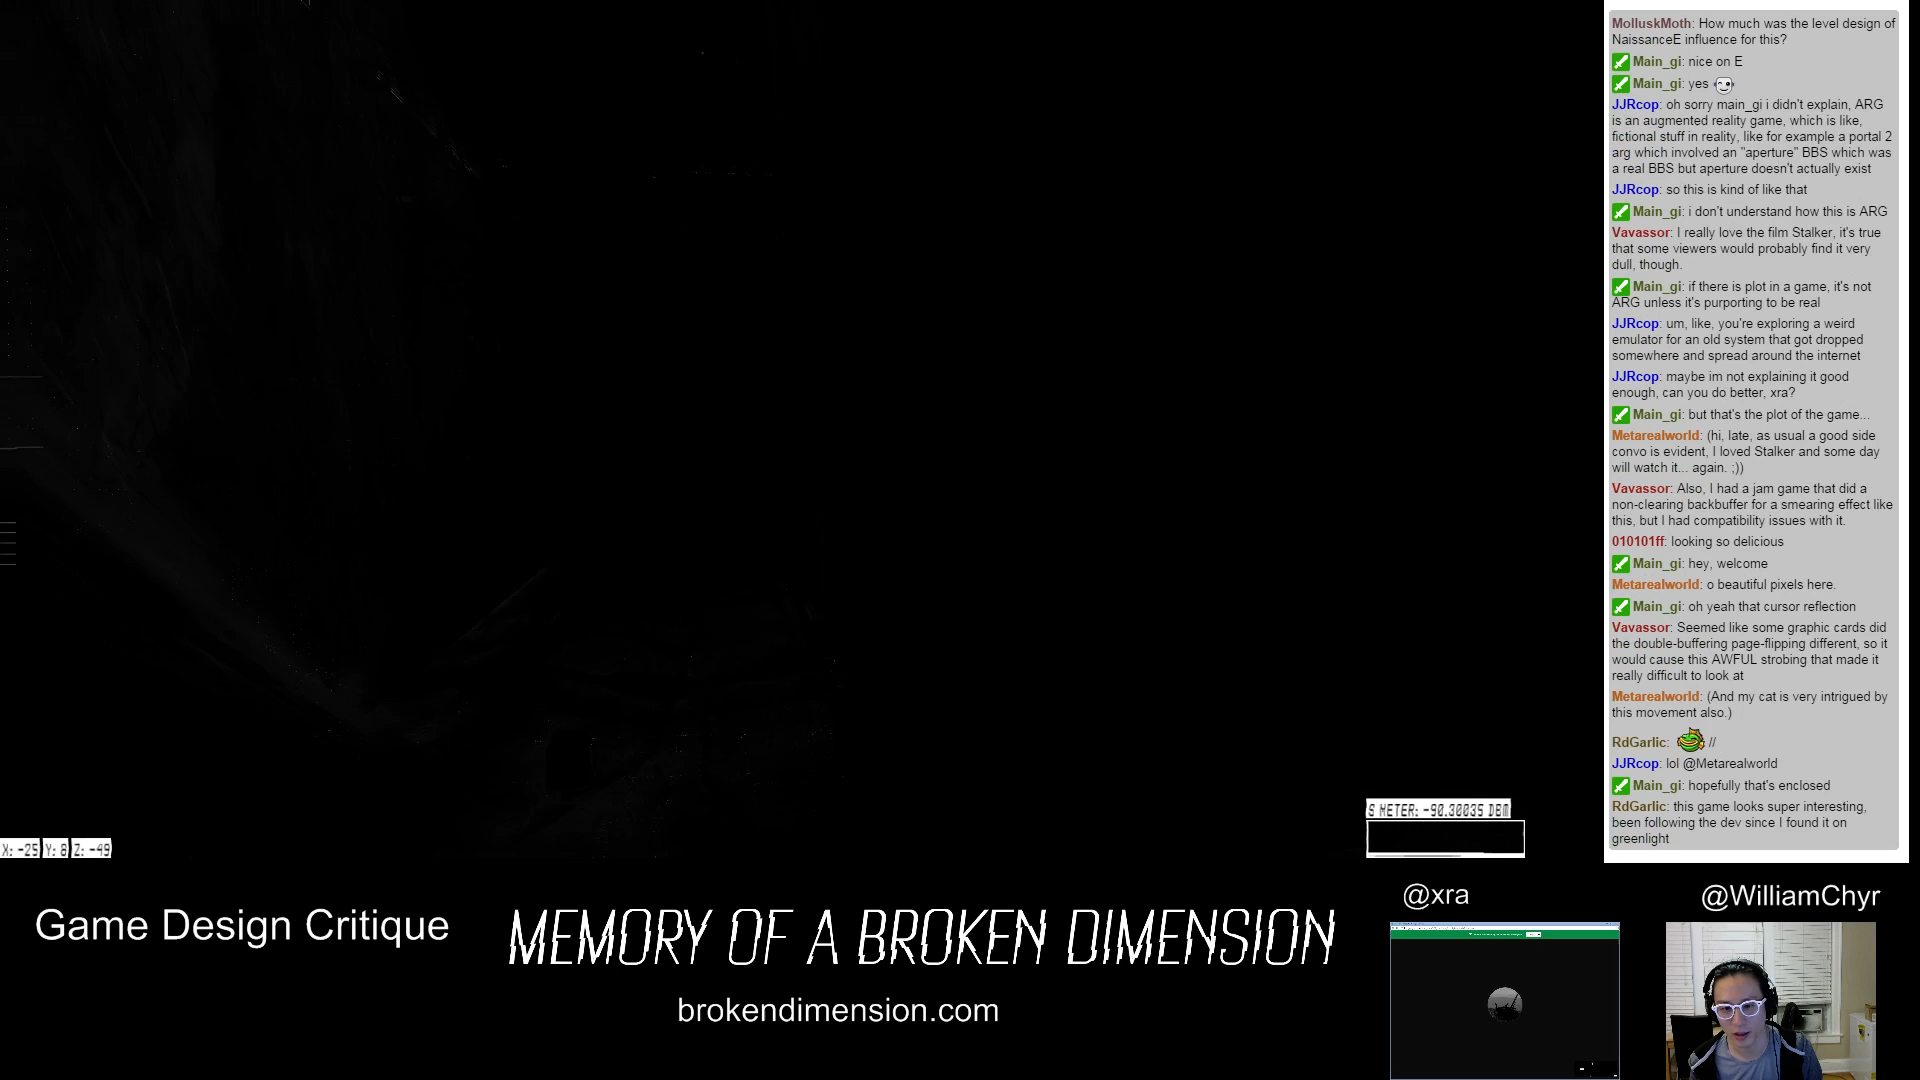 MolluskMoth: How much was the level design of
NaissanceE influence for this?
Main_gi: nice on E
Main_gi: yes
JJRcop: oh sorry main_gi i didn't explain, ARG
is an augmented reality game, which is like,
fictional stuff in reality, like for example a portal 2
arg which involved an "aperture" BBS which was
a real BBS but aperture doesn't actually exist
JJRcop: so this is kind of like that
Main_gi: i don't understand how this is ARG
Vavassor: I really love the film Stalker, it's true
that some viewers would probably find it very
dull, though.
Main_gi: if there is plot in a game, it's not
ARG unless it's purporting to be real
JJRcop: um, like, you're exploring a weird
emulator for an old system that got dropped
somewhere and spread around the internet
JJRcop: maybe im not explaining it good
enough, can you do better, xra?
Main_gi: but that's the plot of the game...
Metarealworld: (hi, late, as usual a good side
convo is evident, I loved Stalker and some day
will watch it... again. ;))
Vavassor: Also, I had a jam game that did a
non-clearing backbuffer for a smearing effect like
this, but I had compatibility issues with it.
010101ff: looking so delicious
Main_gi: hey, welcome
Metarealworld: o beautiful pixels here.
Main_gi: oh yeah that cursor reflection
Vavassor: Seemed like some graphic cards did
the double-buffering page-flipping different, so it
would cause this AWFUL strobing that made it
really difficult to look at
Metarealworld: (And my cat is very intrigued by
this movement also.)
RdGarlic: //
JJRcop: lol @Metarealworld
Main_gi: hopefully that's enclosed
RdGarlic: this game looks super interesting,
been following the dev since I found it on
greenlight
S METER: -90.30035 DBM
X: -25 Y: 8 Z: -49
Game Design Critique
MEMORY OF A BROKEN DIMENSION
brokendimension.com
@xra
@WilliamChyr